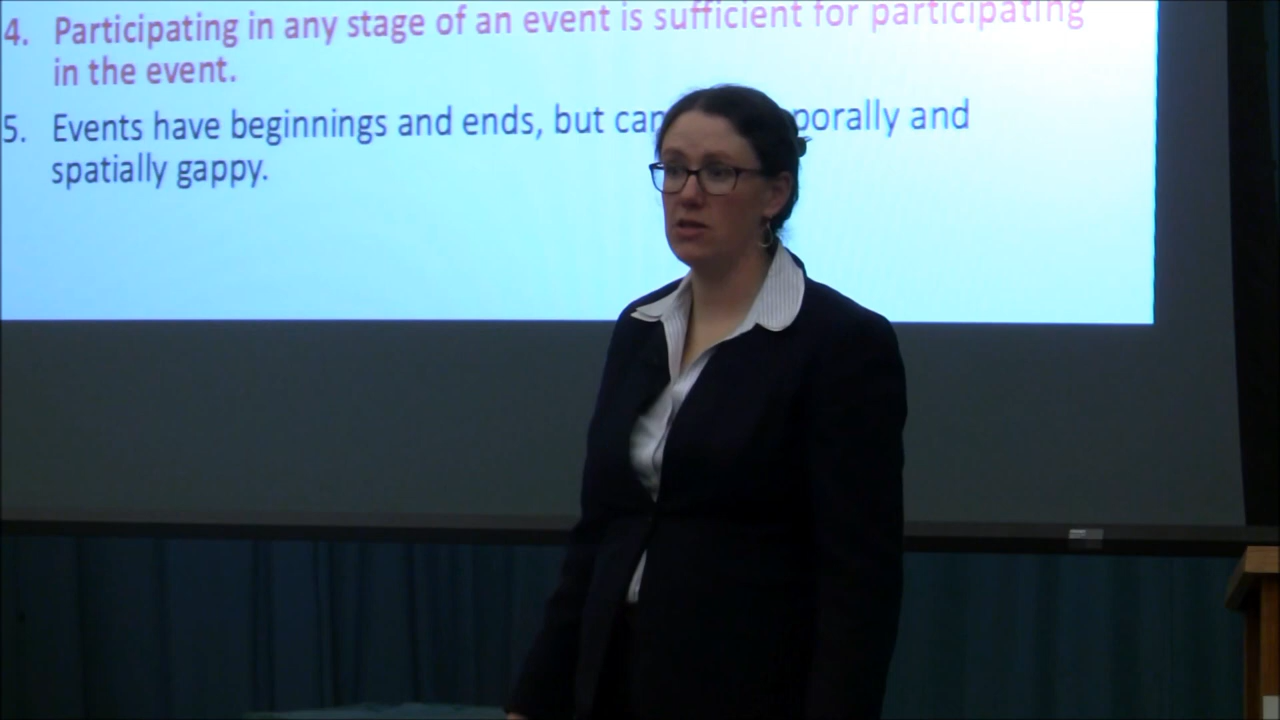 4. Participating in any stage of an event is sufficient for participating
in the event.
5. Events have beginnings and ends, but can porally and
spatially gappy.